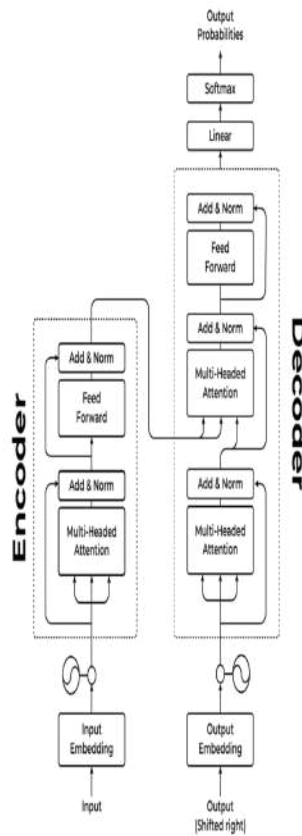 Output
Probabilities
Softmax
Linear
Decoder
Add & Norm
Feed
Forward
Add & Norm
Multi-Headed
Attention
Add & Norm
Multi-Headed
Attention
Output
Embedding
Output
(Shifted right)
Encoder
Add & Norm
Feed
Forward
Add & Norm
Multi-Headed
Attention
Input
Embedding
Input